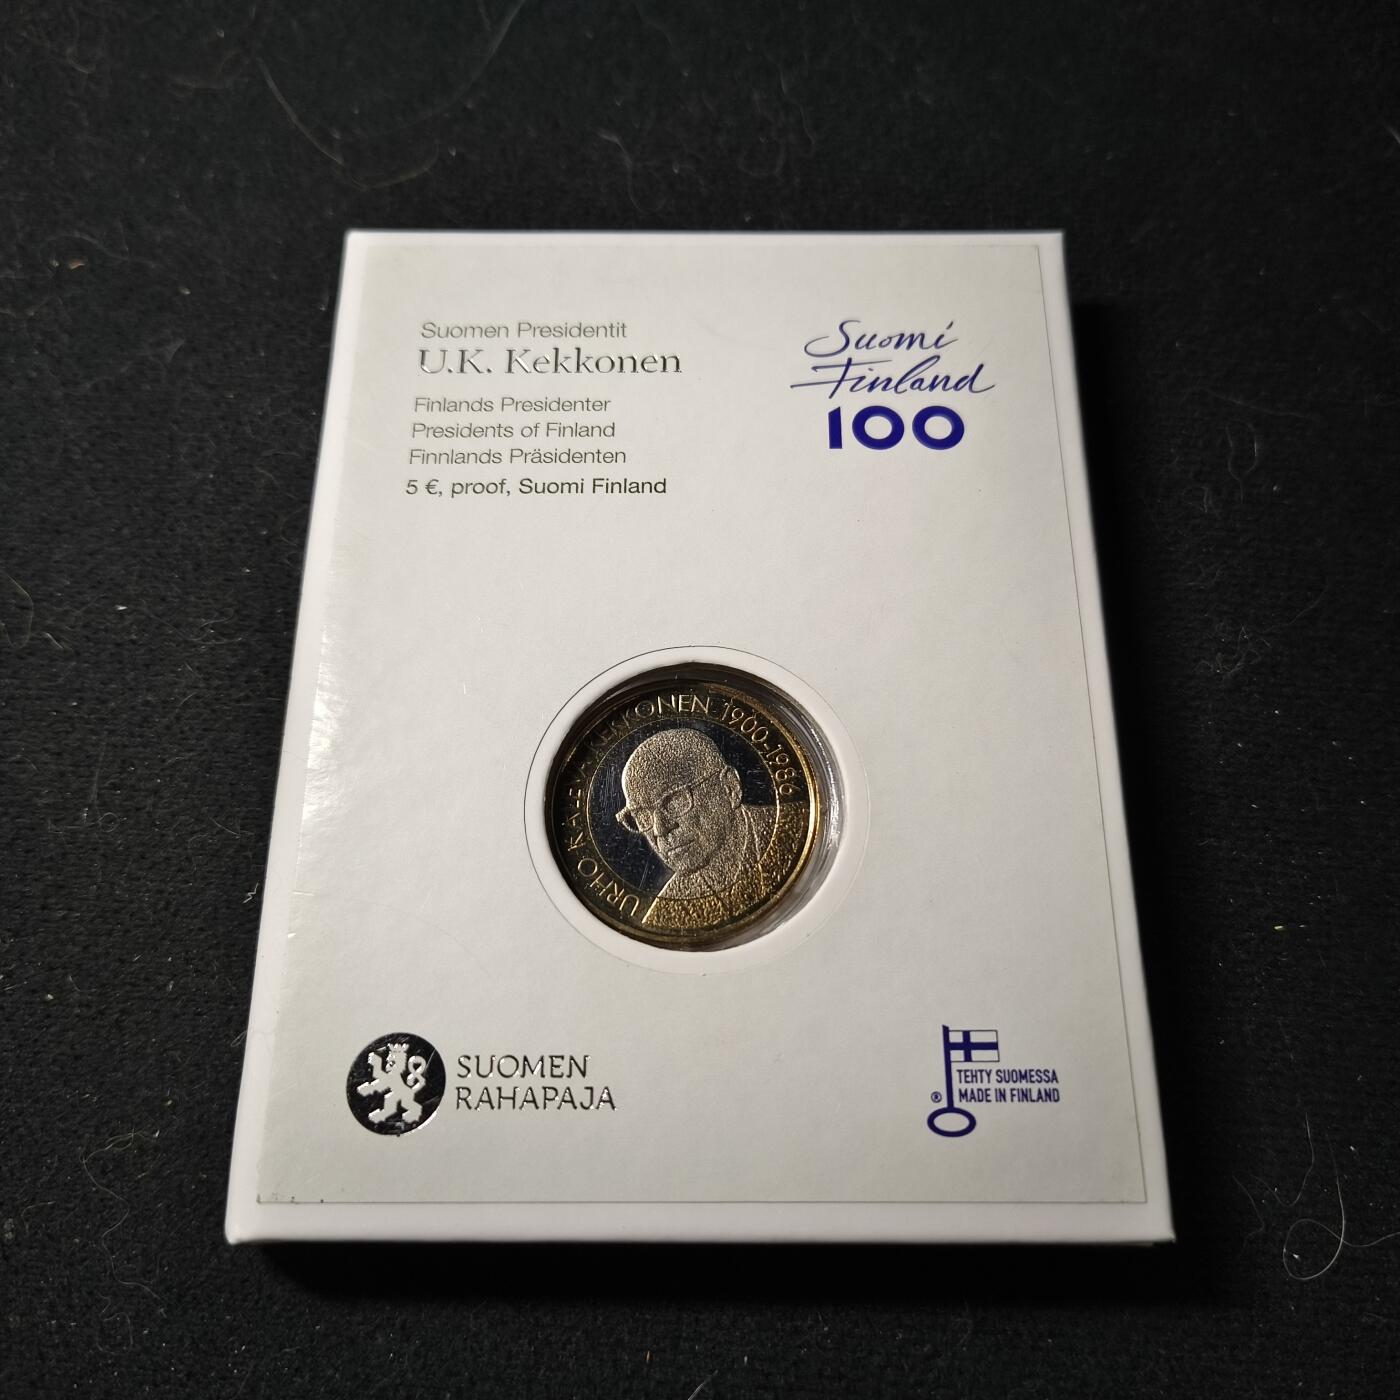 Suomen Presidentit
U.K. Kekkonen
Finlands Presidenter
Presidents of Finland
Finnlands Präsidenten
5 €, proof, Suomi Finland
Suomi
Finland
100
URHO KALEVA KEKKONEN 1900-1986
SUOMEN
RAHAPAJA
TEHTY SUOMESSA
® MADE IN FINLAND